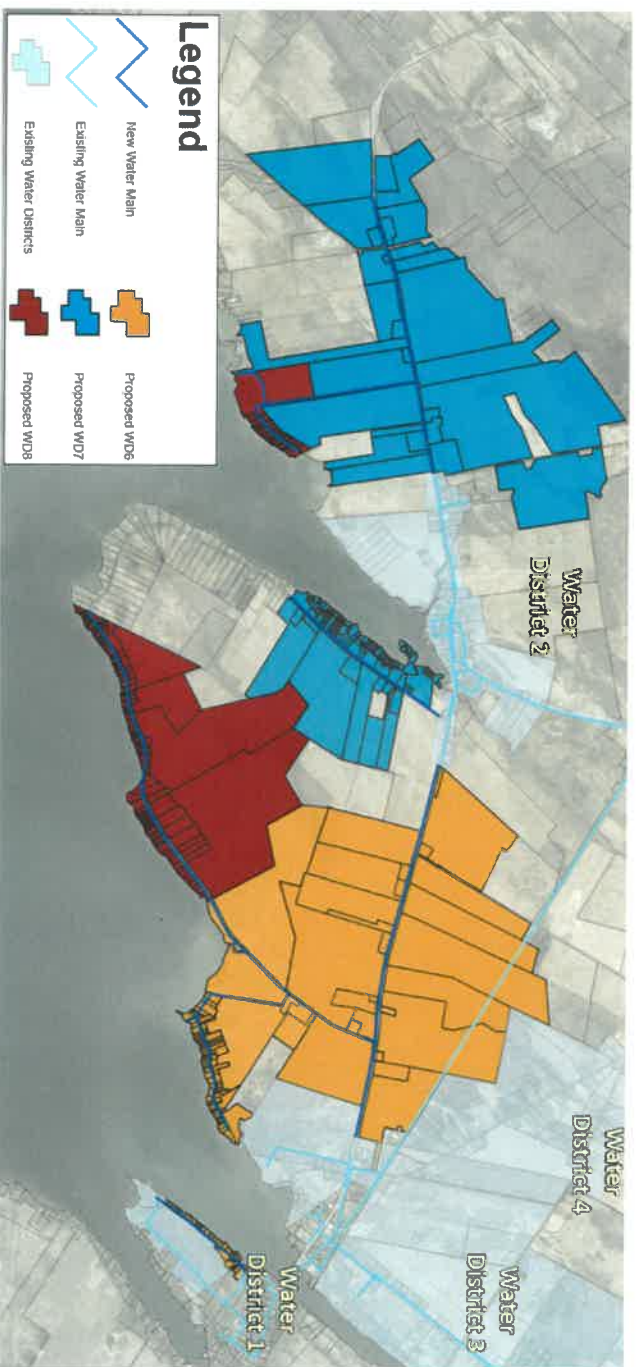 Legend
New Water Main
Existing Water Main
Existing Water Districts
Proposed WD6
Proposed WD7
Proposed WD8
Water
District 2
Water
District 4
Water
District 3
Water
District 1